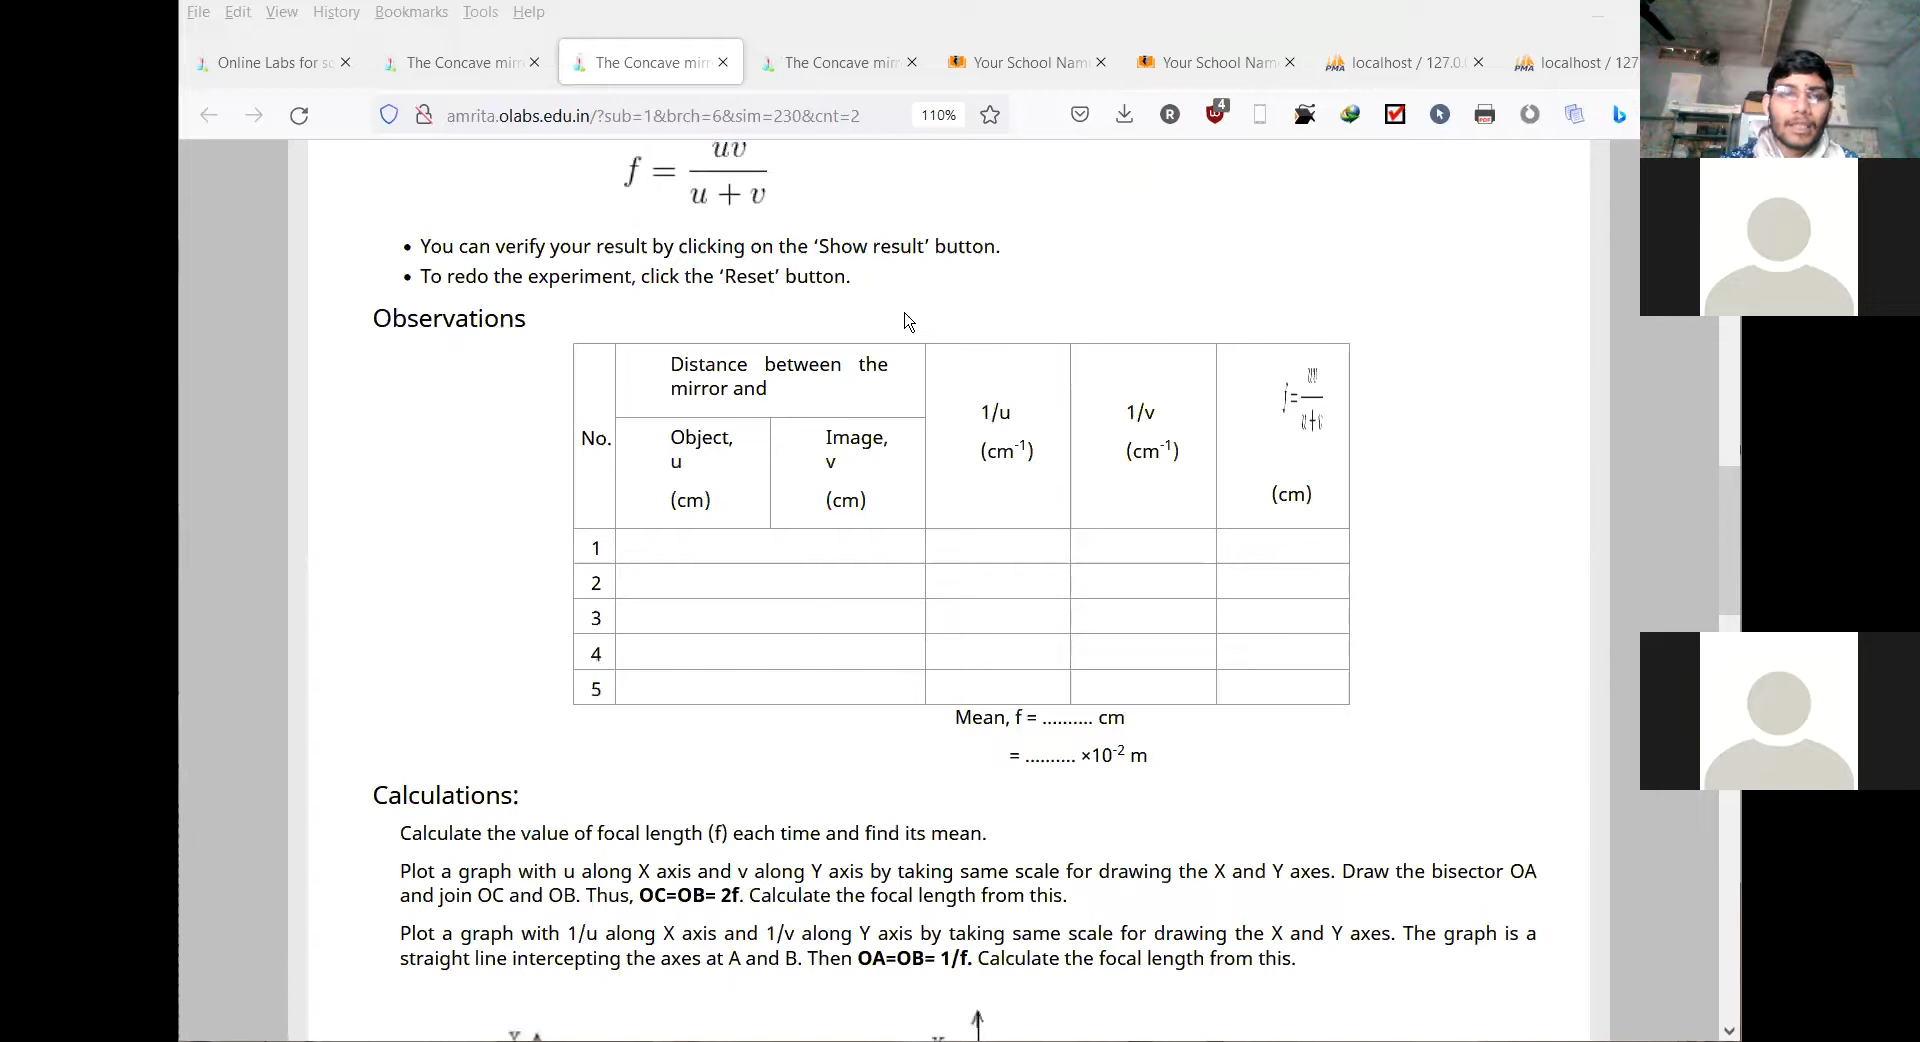 File Edit View History Bookmarks Tools Help
Online Labs for sc
The Concave mirr
The Concave mirr
The Concave mirr
Your School Nam
Your School Nam
localhost / 127.0.
localhost / 127
amrita.olabs.edu.in/?sub=1&brch=6&sim=230&cnt=2
110%
4
f = uv / u + v
• You can verify your result by clicking on the ‘Show result’ button.
• To redo the experiment, click the ‘Reset’ button.
Observations
No.
Distance between the
mirror and
Object,
u
(cm)
Image,
v
(cm)
1/u
(cm-1)
1/v
(cm-1)
f = uv / u+v
(cm)
1
2
3
4
5
Mean, f = .......... cm
= .......... ×10-2 m
Calculations:
Calculate the value of focal length (f) each time and find its mean.
Plot a graph with u along X axis and v along Y axis by taking same scale for drawing the X and Y axes. Draw the bisector OA
and join OC and OB. Thus, OC=OB= 2f. Calculate the focal length from this.
Plot a graph with 1/u along X axis and 1/v along Y axis by taking same scale for drawing the X and Y axes. The graph is a
straight line intercepting the axes at A and B. Then OA=OB= 1/f. Calculate the focal length from this.